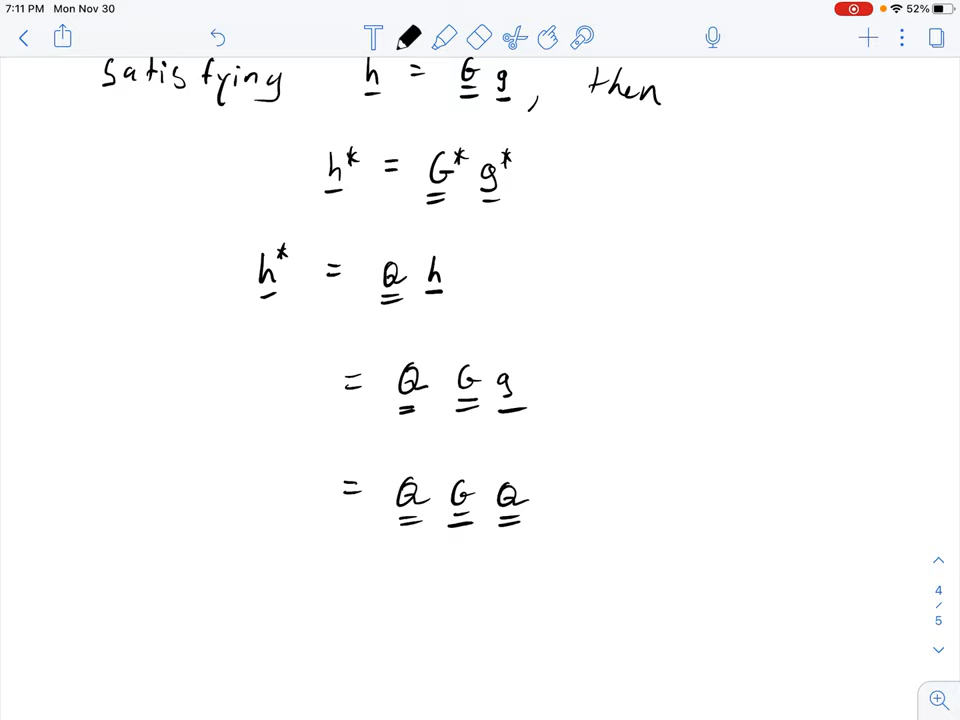 7:11 PM Mon Nov 30 52%
T
satisfying h = G g, then
h* = G* g*
h* = Q h
= Q G g
= Q G Q
4
/
5